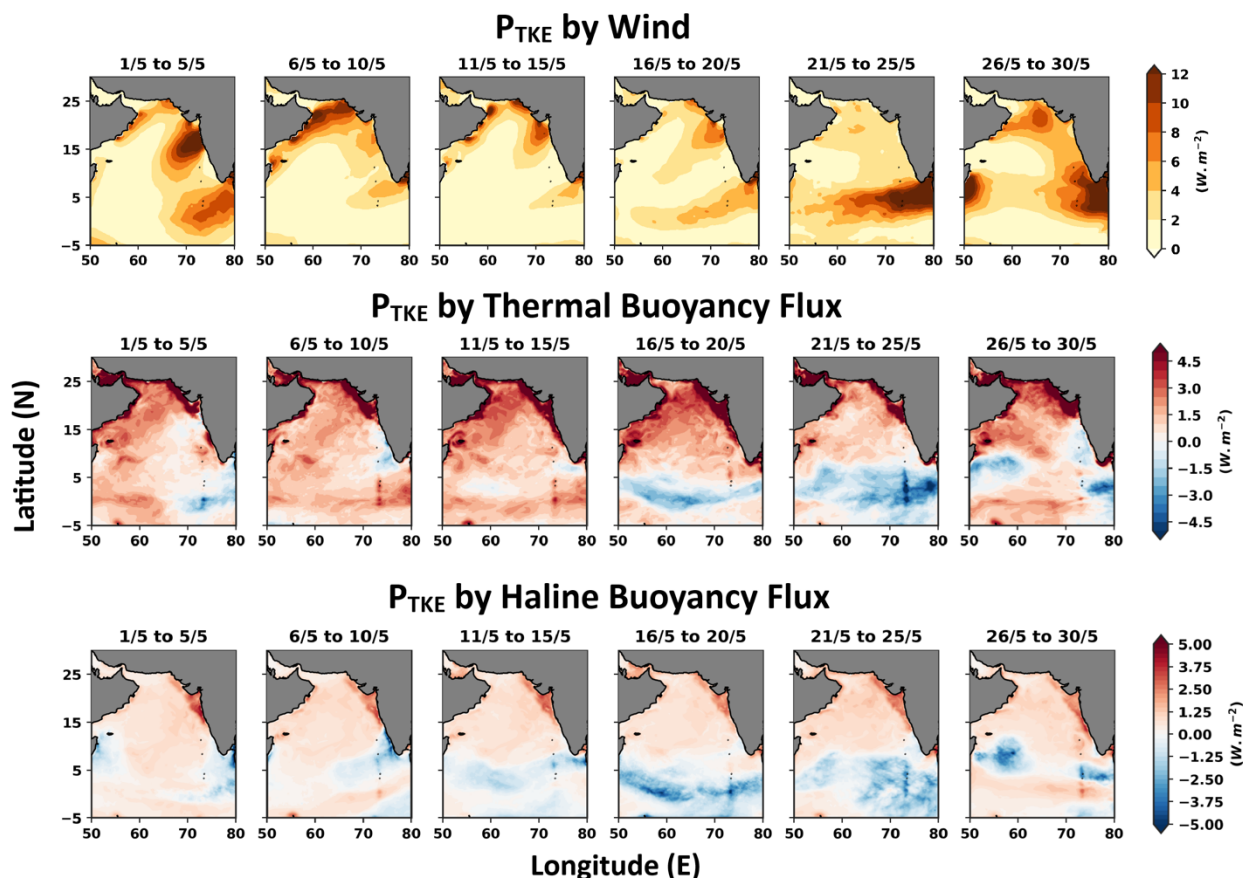 P_TKE by Wind
1/5 to 5/5 6/5 to 10/5 11/5 to 15/5 16/5 to 20/5 21/5 to 25/5 26/5 to 30/5
25
15
5
−5
50 60 70 80 50 60 70 80 50 60 70 80 50 60 70 80 50 60 70 80 50 60 70 80
12
10
8
6
4
2
0
(W. m⁻²)
P_TKE by Thermal Buoyancy Flux
1/5 to 5/5 6/5 to 10/5 11/5 to 15/5 16/5 to 20/5 21/5 to 25/5 26/5 to 30/5
Latitude (N)
25
15
5
−5
50 60 70 80 50 60 70 80 50 60 70 80 50 60 70 80 50 60 70 80 50 60 70 80
4.5
3.0
1.5
0.0
−1.5
−3.0
−4.5
(W. m⁻²)
P_TKE by Haline Buoyancy Flux
1/5 to 5/5 6/5 to 10/5 11/5 to 15/5 16/5 to 20/5 21/5 to 25/5 26/5 to 30/5
25
15
5
−5
50 60 70 80 50 60 70 80 50 60 70 80 50 60 70 80 50 60 70 80 50 60 70 80
5.00
3.75
2.50
1.25
0.00
−1.25
−2.50
−3.75
−5.00
(W. m⁻²)
Longitude (E)